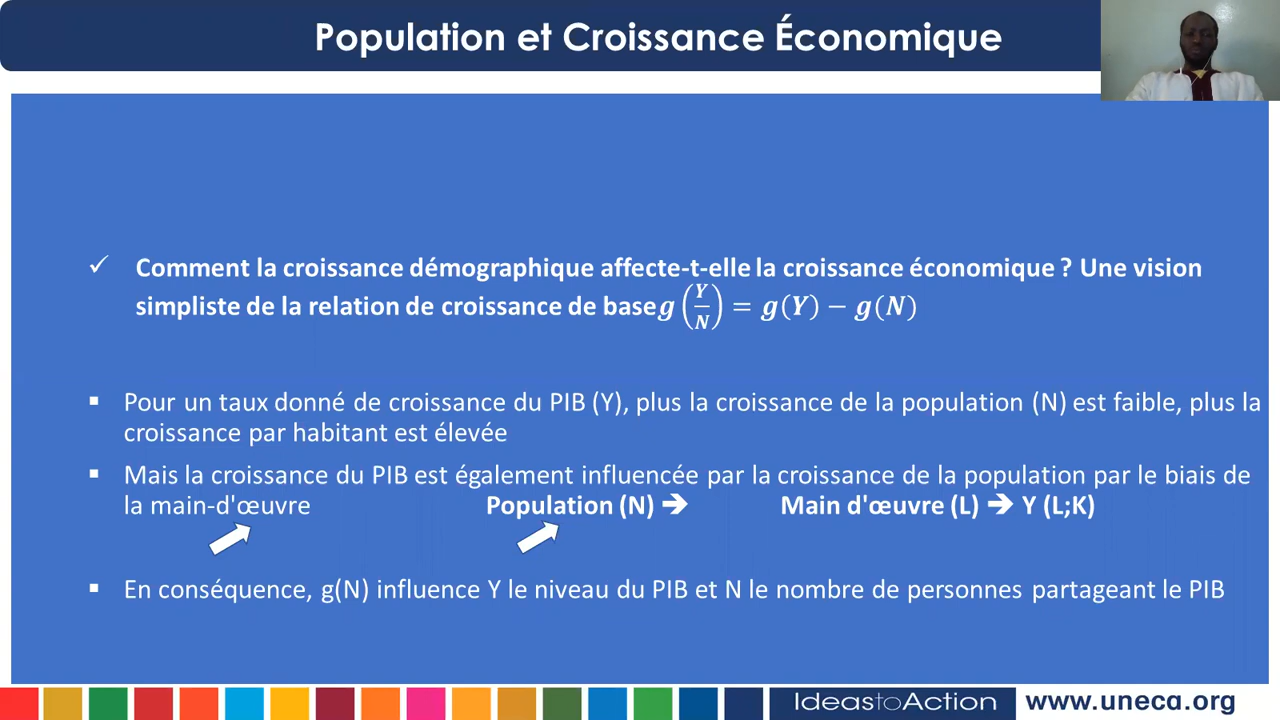 Population et Croissance Économique
✓ Comment la croissance démographique affecte-t-elle la croissance économique ? Une vision
simpliste de la relation de croissance de base g(Y/N) = g(Y) − g(N)
▪ Pour un taux donné de croissance du PIB (Y), plus la croissance de la population (N) est faible, plus la
croissance par habitant est élevée
▪ Mais la croissance du PIB est également influencée par la croissance de la population par le biais de
la main-d'œuvre Population (N) ➔ Main d'œuvre (L) ➔ Y (L;K)
▪ En conséquence, g(N) influence Y le niveau du PIB et N le nombre de personnes partageant le PIB
IdeastoAction www.uneca.org